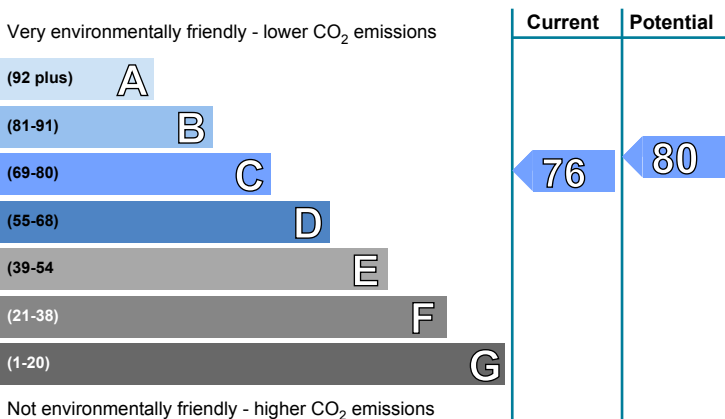 Very environmentally friendly - lower CO2 emissions
Current Potential
(92 plus) A
(81-91) B
(69-80) C
(55-68) D
(39-54 E
(21-38) F
(1-20) G
76 80
Not environmentally friendly - higher CO2 emissions